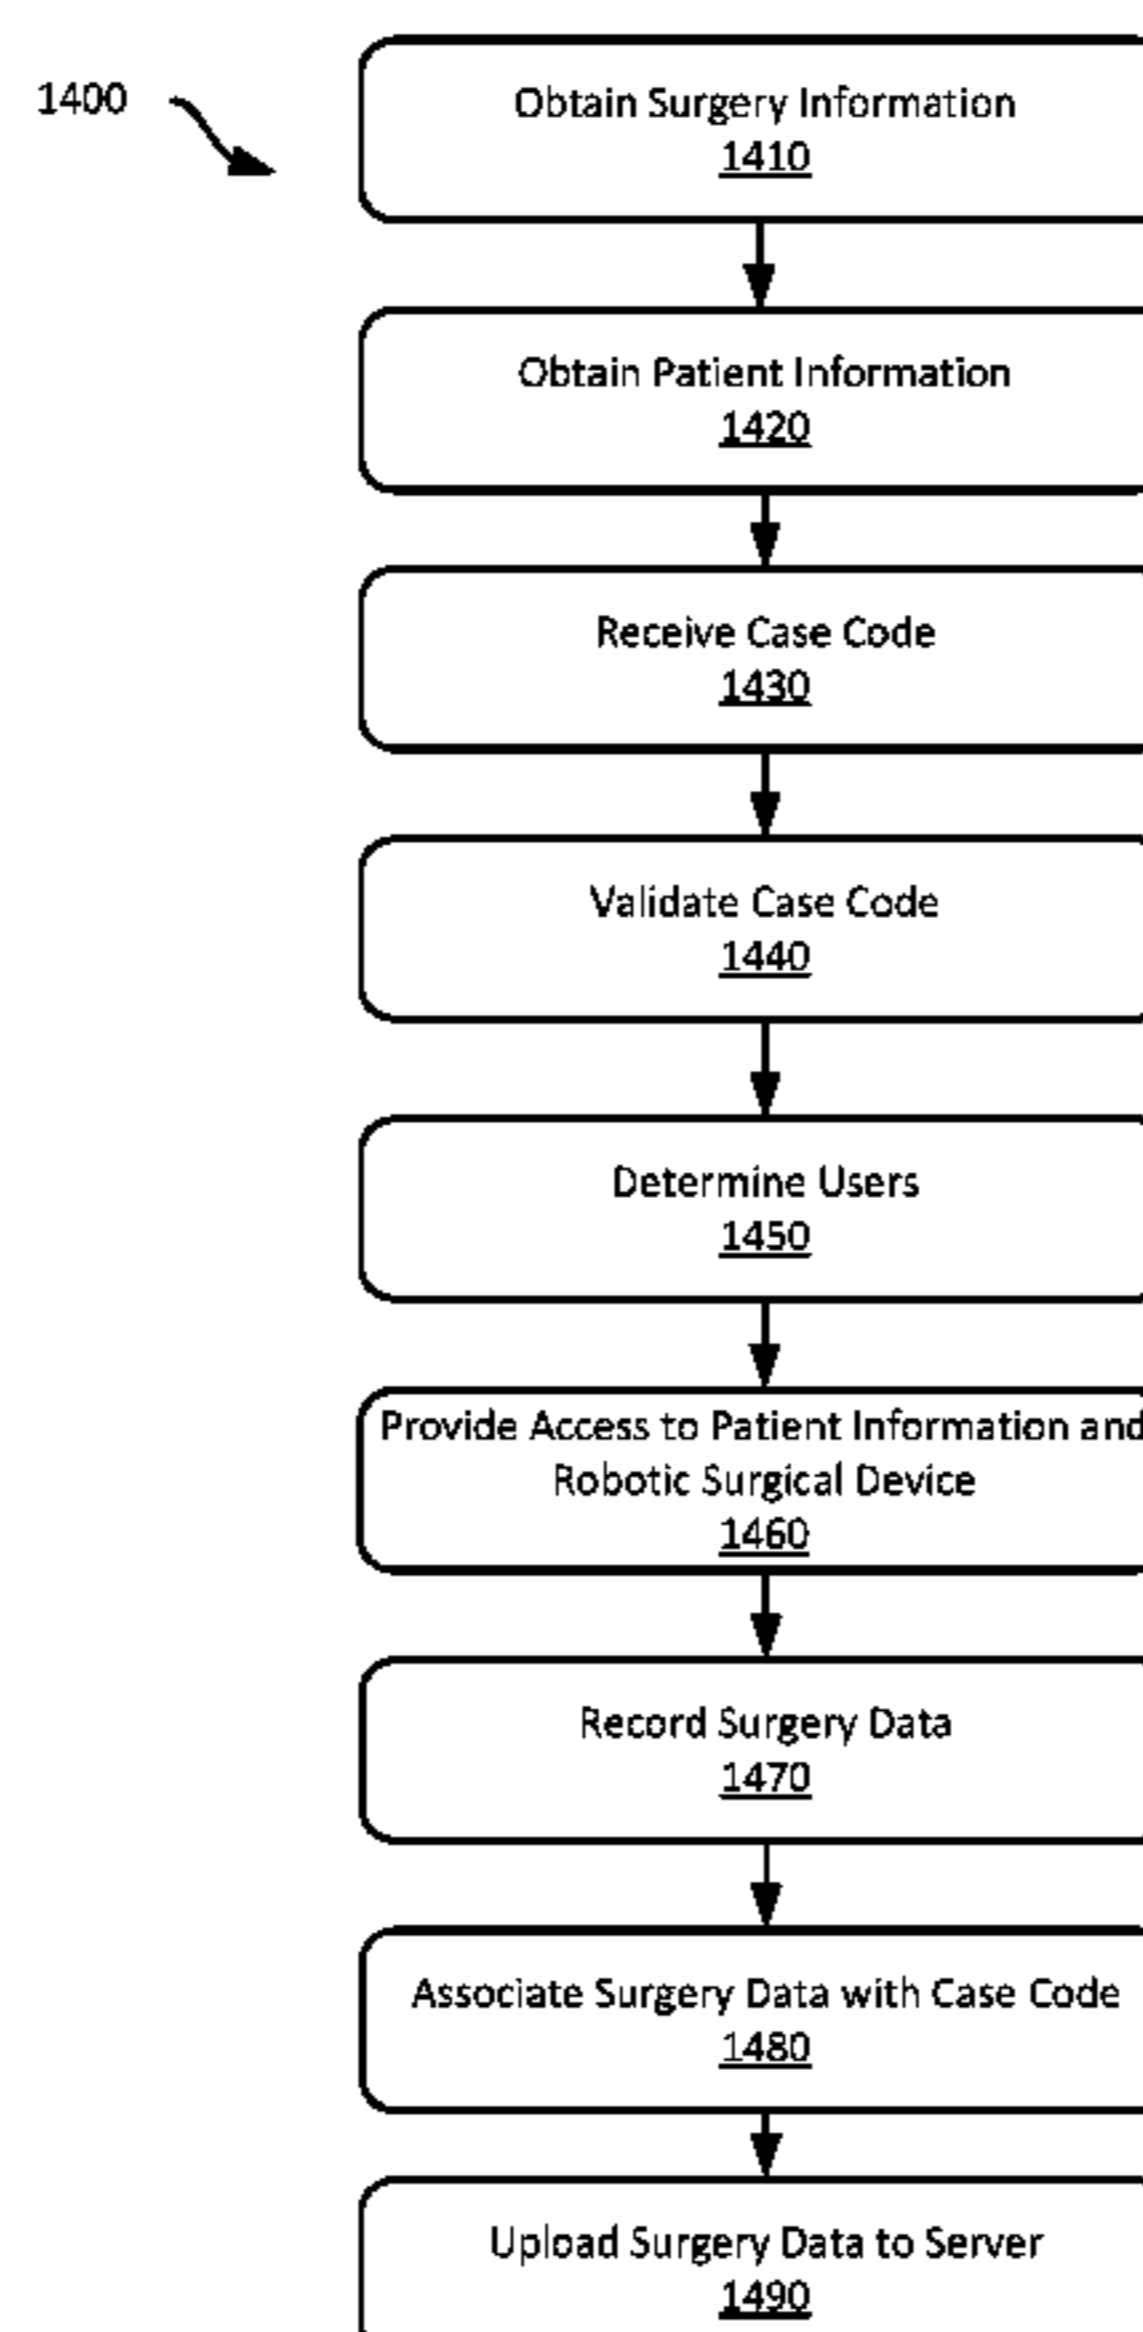 1400
Obtain Surgery Information
1410
Obtain Patient Information
1420
Receive Case Code
1430
Validate Case Code
1440
Determine Users
1450
Provide Access to Patient Information and
Robotic Surgical Device
1460
Record Surgery Data
1470
Associate Surgery Data with Case Code
1480
Upload Surgery Data to Server
1490